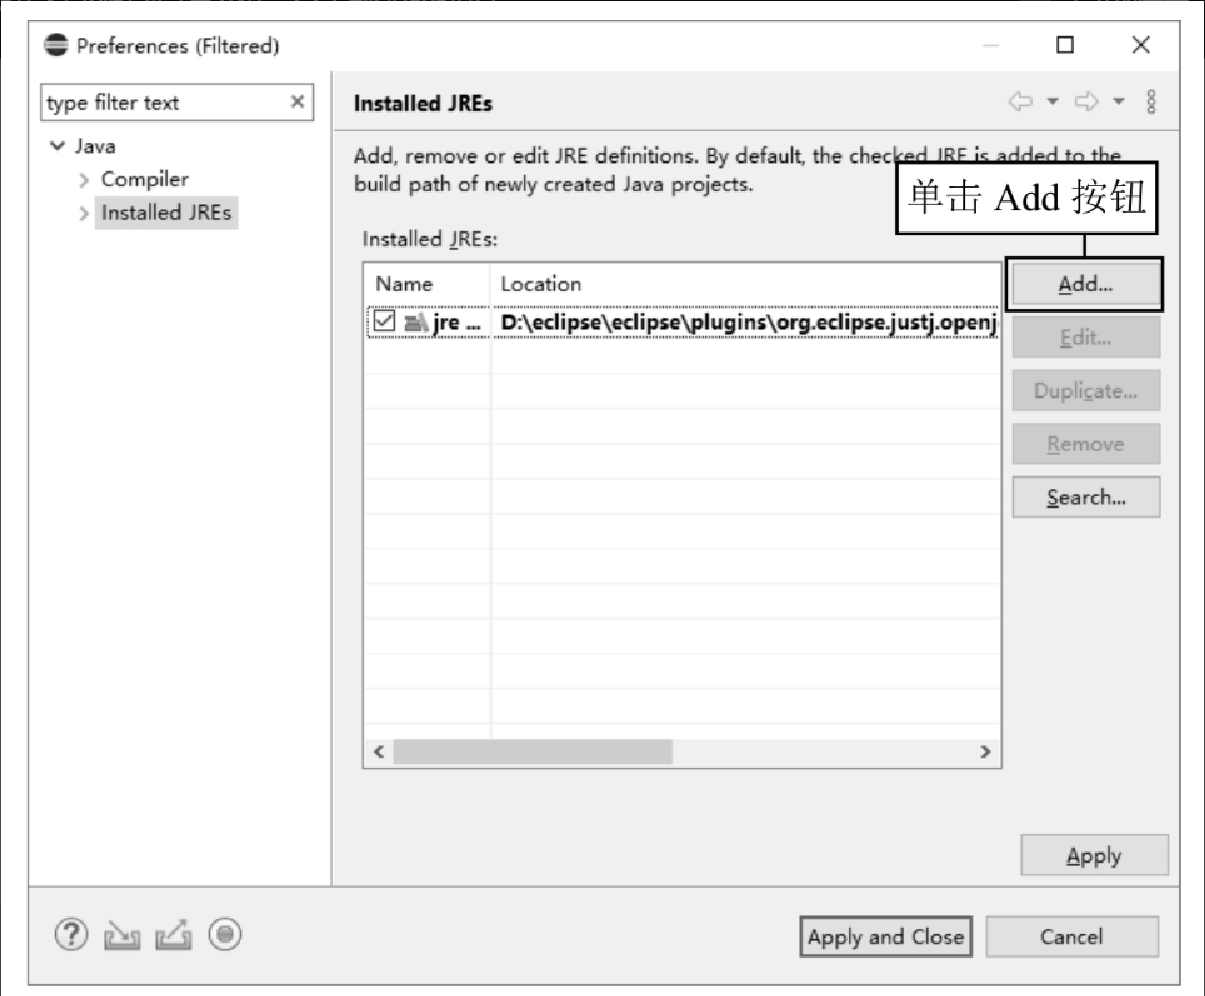 Preferences (Filtered)
type filter text
Java
Compiler
Installed JREs
Installed JREs
Add, remove or edit JRE definitions. By default, the checked JRE is added to the
build path of newly created Java projects.
单击 Add 按钮
Installed JREs:
Name Location
jre ... D:\eclipse\eclipse\plugins\org.eclipse.justj.openj
Add...
Edit...
Duplicate...
Remove
Search...
Apply
Apply and Close
Cancel